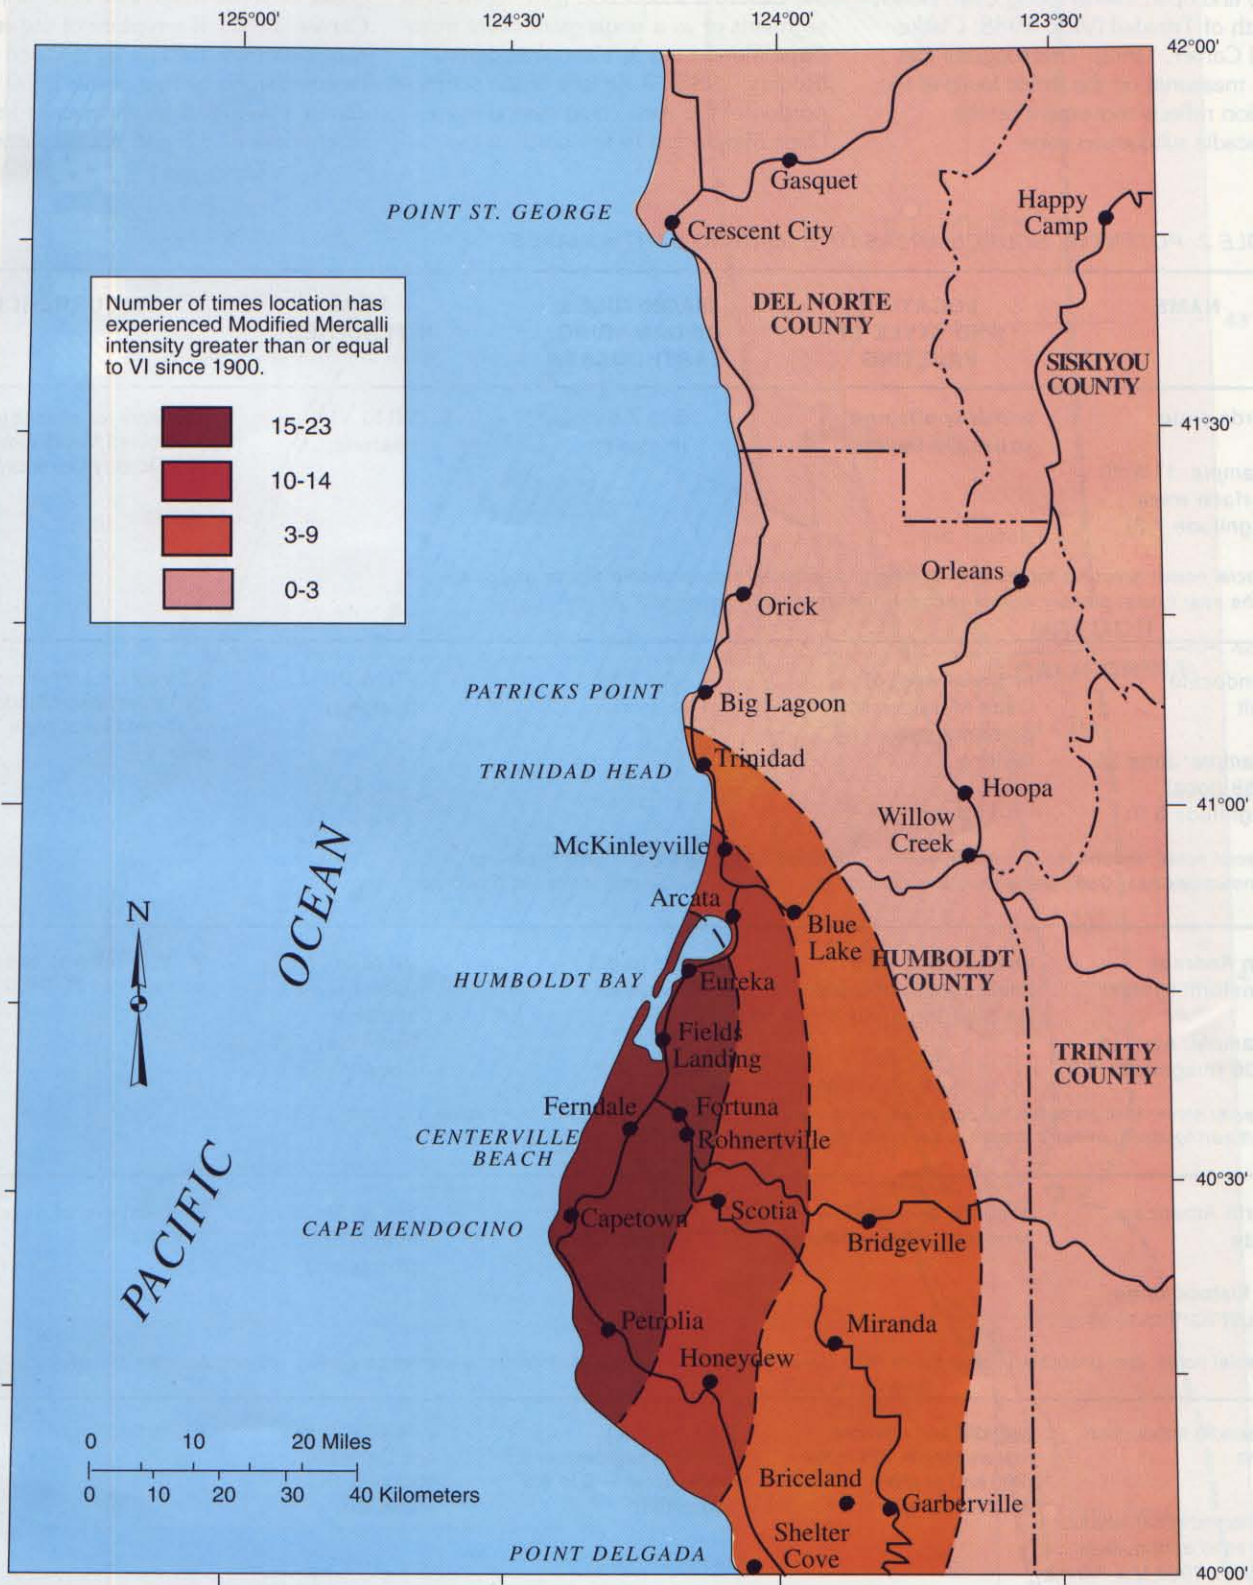 125°00'
124°30'
124°00'
123°30'
42°00'
Gasquet
Happy
Camp
POINT ST. GEORGE
Crescent City
Number of times location has
experienced Modified Mercalli
intensity greater than or equal
to VI since 1900.
15-23
10-14
3-9
0-3
DEL NORTE
COUNTY
SISKIYOU
COUNTY
41°30'
Orleans
Orick
PATRICKS POINT
Big Lagoon
TRINIDAD HEAD
Trinidad
Hoopa
41°00'
Willow
Creek
McKinleyville
Arcata
Blue
Lake
N
PACIFIC OCEAN
HUMBOLDT BAY
Eureka
HUMBOLDT
COUNTY
Fields
Landing
TRINITY
COUNTY
Ferndale
Fortuna
CENTERVILLE
BEACH
Rohnertville
40°30'
CAPE MENDOCINO
Capetown
Scotia
Bridgeville
Petrolia
Miranda
Honeydew
0 10 20 Miles
0 10 20 30 40 Kilometers
Briceland
Garberville
Shelter
Cove
POINT DELGADA
40°00'